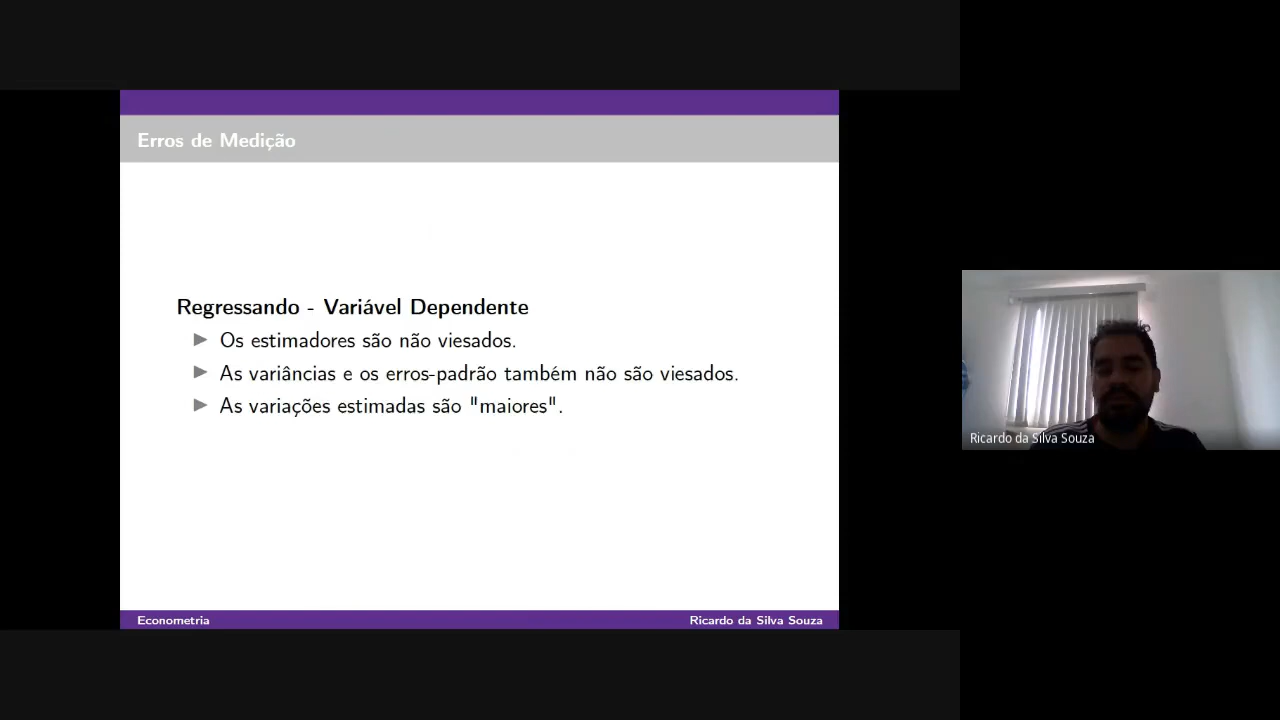 Erros de Medição
Regressando - Variável Dependente
Os estimadores são não viesados.
As variâncias e os erros-padrão também não são viesados.
As variações estimadas são "maiores".
Econometria
Ricardo da Silva Souza
Ricardo da Silva Souza